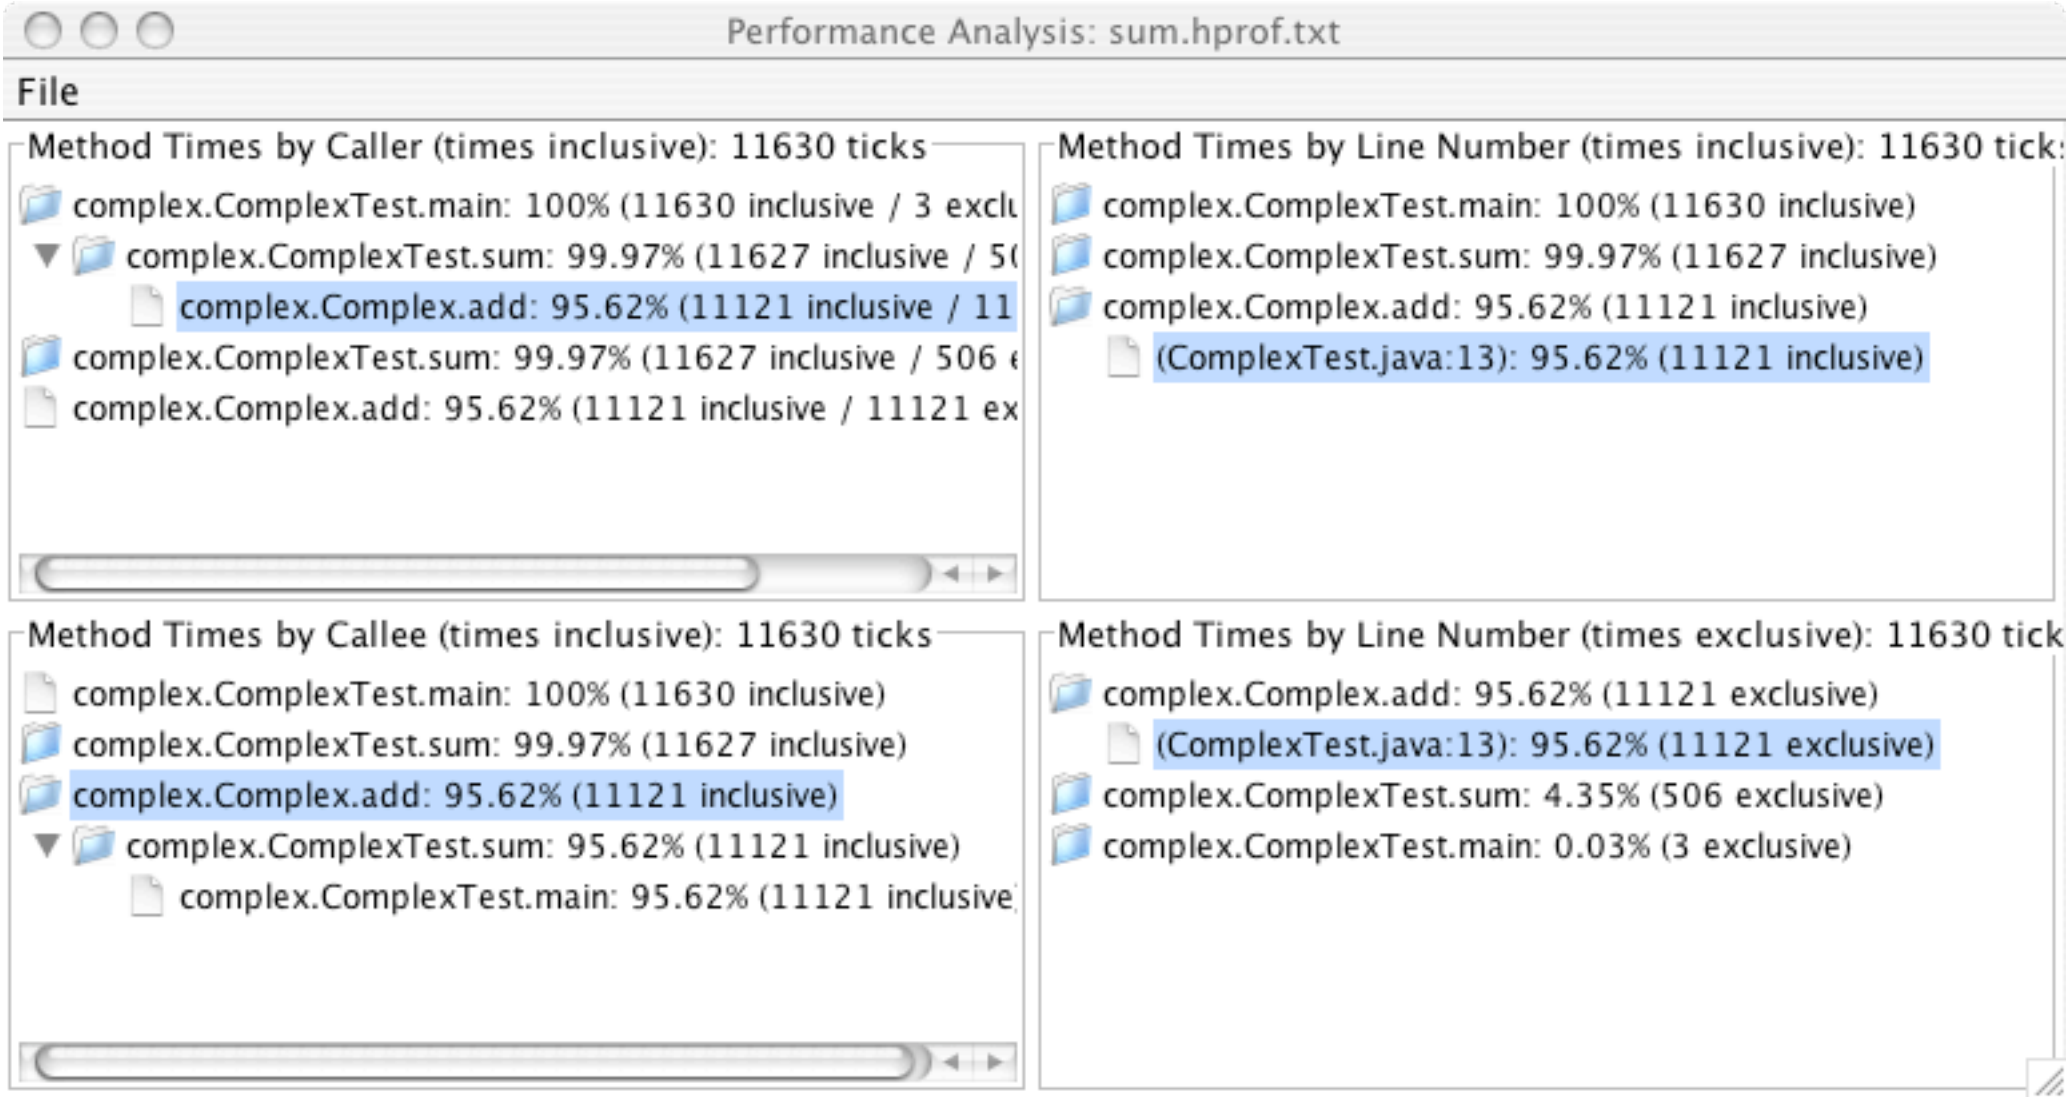 Performance Analysis: sum.hprof.txt
File
Method Times by Caller (times inclusive): 11630 ticks
complex.ComplexTest.main: 100% (11630 inclusive / 3 exclu
complex.ComplexTest.sum: 99.97% (11627 inclusive / 50
complex.Complex.add: 95.62% (11121 inclusive / 11
complex.ComplexTest.sum: 99.97% (11627 inclusive / 506 e
complex.Complex.add: 95.62% (11121 inclusive / 11121 ex
Method Times by Line Number (times inclusive): 11630 tick
complex.ComplexTest.main: 100% (11630 inclusive)
complex.ComplexTest.sum: 99.97% (11627 inclusive)
complex.Complex.add: 95.62% (11121 inclusive)
(ComplexTest.java:13): 95.62% (11121 inclusive)
Method Times by Callee (times inclusive): 11630 ticks
complex.ComplexTest.main: 100% (11630 inclusive)
complex.ComplexTest.sum: 99.97% (11627 inclusive)
complex.Complex.add: 95.62% (11121 inclusive)
complex.ComplexTest.sum: 95.62% (11121 inclusive)
complex.ComplexTest.main: 95.62% (11121 inclusive)
Method Times by Line Number (times exclusive): 11630 tick
complex.Complex.add: 95.62% (11121 exclusive)
(ComplexTest.java:13): 95.62% (11121 exclusive)
complex.ComplexTest.sum: 4.35% (506 exclusive)
complex.ComplexTest.main: 0.03% (3 exclusive)